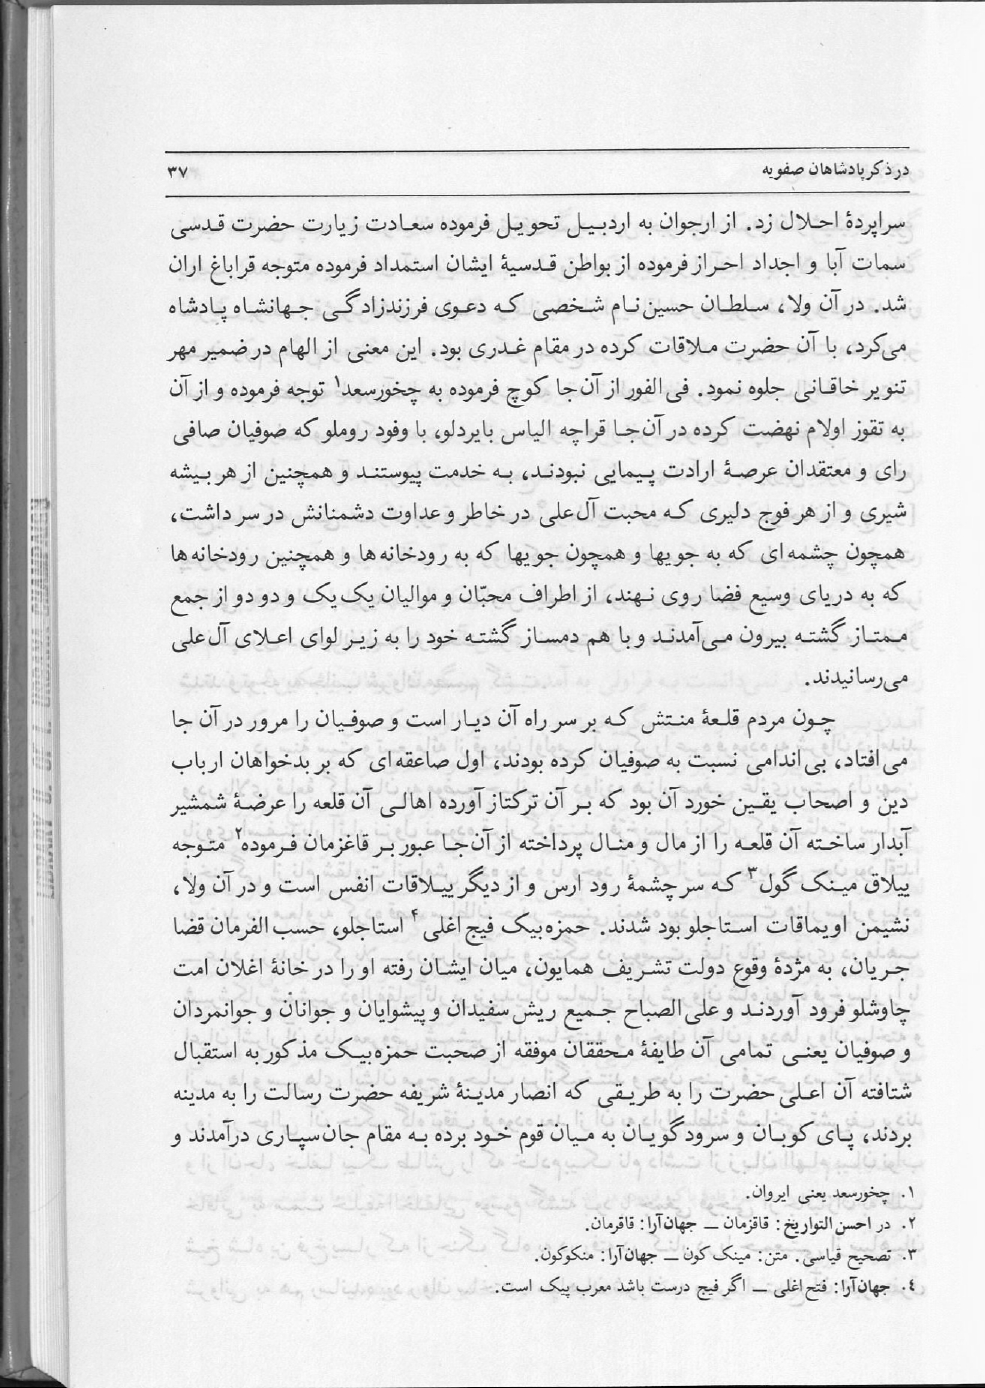 در ذکر پادشاهان صفویه
۳۷
سراپردهٔ احلال زد. از ارجوان به اردبیل تحویل فرموده سعادت زیارت حضرت قدسی
سمات آبا و اجداد احراز فرموده از بواطن قدسیهٔ ایشان استمداد فرموده متوجه قراباغ اران
شد. در آن ولا، سلطان حسین نام شخصی که دعوی فرزندزادگی جهانشاه پادشاه
می‌کرد، با آن حضرت ملاقات کرده در مقام غدری بود. این معنی از الهام در ضمیر مهر
تنویر خاقانی جلوه نمود. فی‌الفور از آن‌جا کوچ فرموده به چخورسعد۱ توجه فرموده و از آن
به تقوز اولام نهضت کرده در آن‌جا قراچه الیاس بایردلو، با وفود روملو که صوفیان صافی
رای و معتقدان عرصهٔ ارادت پیمایی نبودند، به خدمت پیوستند و همچنین از هر بیشه
شیری و از هر فوج دلیری که محبت آل‌علی در خاطر و عداوت دشمنانش در سر داشت،
همچون چشمه‌ای که به جویها و همچون جویها که به رودخانه‌ها و همچنین رودخانه‌ها
که به دریای وسیع فضا روی نهند، از اطراف محبّان و موالیان یک‌یک و دو دو از جمع
ممتاز گشته بیرون می‌آمدند و با هم دمساز گشته خود را به زیر لوای اعلای آل‌علی
می‌رسانیدند.
چون مردم قلعهٔ منتش که بر سر راه آن دیار است و صوفیان را مرور در آن جا
می‌افتاد، بی‌اندامی نسبت به صوفیان کرده بودند، اول صاعقه‌ای که بر بدخواهان ارباب
دین و اصحاب یقین خورد آن بود که بر آن ترکتاز آورده اهالی آن قلعه را عرضهٔ شمشیر
آبدار ساخته آن قلعه را از مال و منال پرداخته از آن‌جا عبور بر قاغزمان فرموده۲ متوجه
ییلاق مینک گول۳ که سرچشمهٔ رود ارس و از دیگر ییلاقات انفس است و در آن ولا،
نشیمن اویماقات استاجلو بود شدند. حمزه‌بیک فیج اغلی۴ استاجلو، حسب الفرمان قضا
جریان، به مژدهٔ وقوع دولت تشریف همایون، میان ایشان رفته او را در خانهٔ اغلان امت
چاوشلو فرود آوردند و علی‌الصباح جمیع ریش سفیدان و پیشوایان و جوانان و جوانمردان
و صوفیان یعنی تمامی آن طایفهٔ محققان موفقه از صحبت حمزه‌بیک مذکور به استقبال
شتافته آن اعلی حضرت را به طریقی که انصار مدینهٔ شریفه حضرت رسالت را به مدینه
بردند، پای کوبان و سرودگویان به میان قوم خود برده به مقام جان‌سپاری درآمدند و
۱. چخورسعد یعنی ایروان.
۲. در احسن التواریخ: قاقزمان ــ جهان‌آرا: قاقرمان.
۳. تصحیح قیاسی. متن: مینک کون ــ جهان‌آرا: منکوکون.
۴. جهان‌آرا: فتح اغلی ــ اگر فیج درست باشد معرب پیک است.